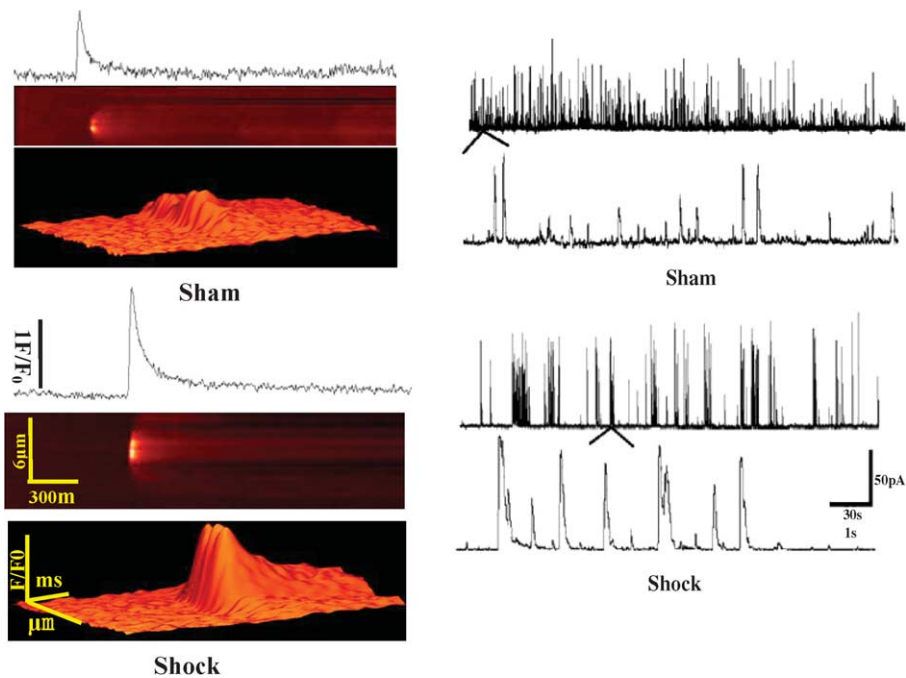 Sham
1F/F0
6μm
300m
F/F0
ms
μm
Shock
Sham
50pA
30s
1s
Shock